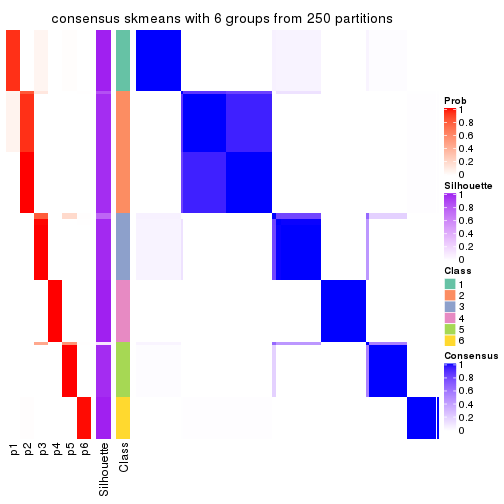 consensus skmeans with 6 groups from 250 partitions
Prob
1
0.8
0.6
0.4
0.2
0
Silhouette
1
0.8
0.6
0.4
0.2
0
Class
1
2
3
4
5
6
Consensus
1
0.8
0.6
0.4
0.2
0
p1
p2
p3
p4
p5
p6
Silhouette
Class